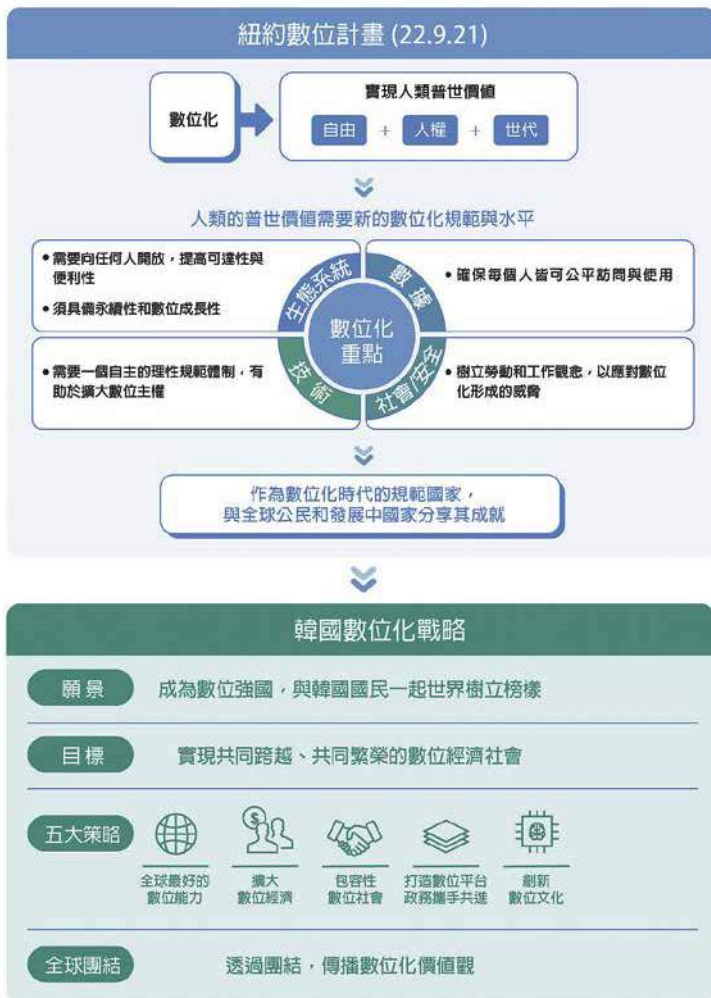 紐約數位計畫 (22.9.21)
數位化
實現人類普世價值
自由 + 人權 + 世代
人類的普世價值需要新的數位化規範與水平
• 需要向任何人開放，提高可達性與
便利性
• 須具備永續性和數位成長性
• 確保每個人皆可公平訪問與使用
生態系統
數據
數位化
重點
技術
社會/安全
• 需要一個自主的理性規範體制，有
助於擴大數位主權
• 樹立勞動和工作觀念，以應對數位
化形成的威脅
作為數位化時代的規範國家，
與全球公民和發展中國家分享其成就
韓國數位化戰略
願景
成為數位強國，與韓國國民一起世界樹立榜樣
目標
實現共同跨越、共同繁榮的數位經濟社會
五大策略
$
全球最好的
數位能力
擴大
數位經濟
包容性
數位社會
打造數位平台
政務攜手共進
創新
數位文化
全球團結
透過團結，傳播數位化價值觀